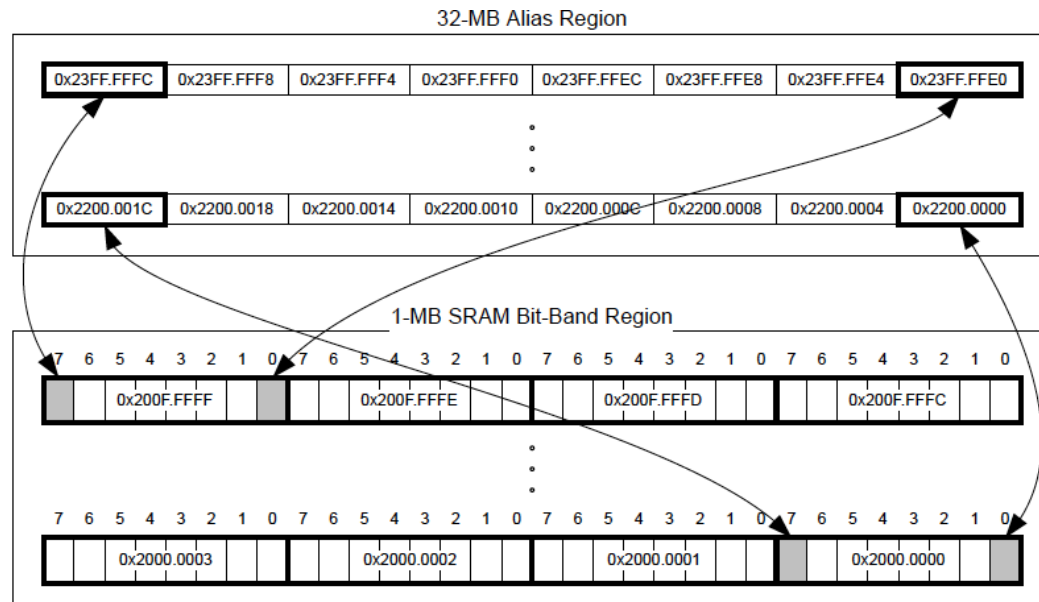 32-MB Alias Region
0x23FF.FFFC 0x23FF.FFF8 0x23FF.FFF4 0x23FF.FFF0 0x23FF.FFEC 0x23FF.FFE8 0x23FF.FFE4 0x23FF.FFE0
0x2200.001C 0x2200.0018 0x2200.0014 0x2200.0010 0x2200.000C 0x2200.0008 0x2200.0004 0x2200.0000
1-MB SRAM Bit-Band Region
7 6 5 4 3 2 1 0 7 6 5 4 3 2 1 0 7 6 5 4 3 2 1 0 7 6 5 4 3 2 1 0
0x200F.FFFF 0x200F.FFFE 0x200F.FFFD 0x200F.FFFC
7 6 5 4 3 2 1 0 7 6 5 4 3 2 1 0 7 6 5 4 3 2 1 0 7 6 5 4 3 2 1 0
0x2000.0003 0x2000.0002 0x2000.0001 0x2000.0000